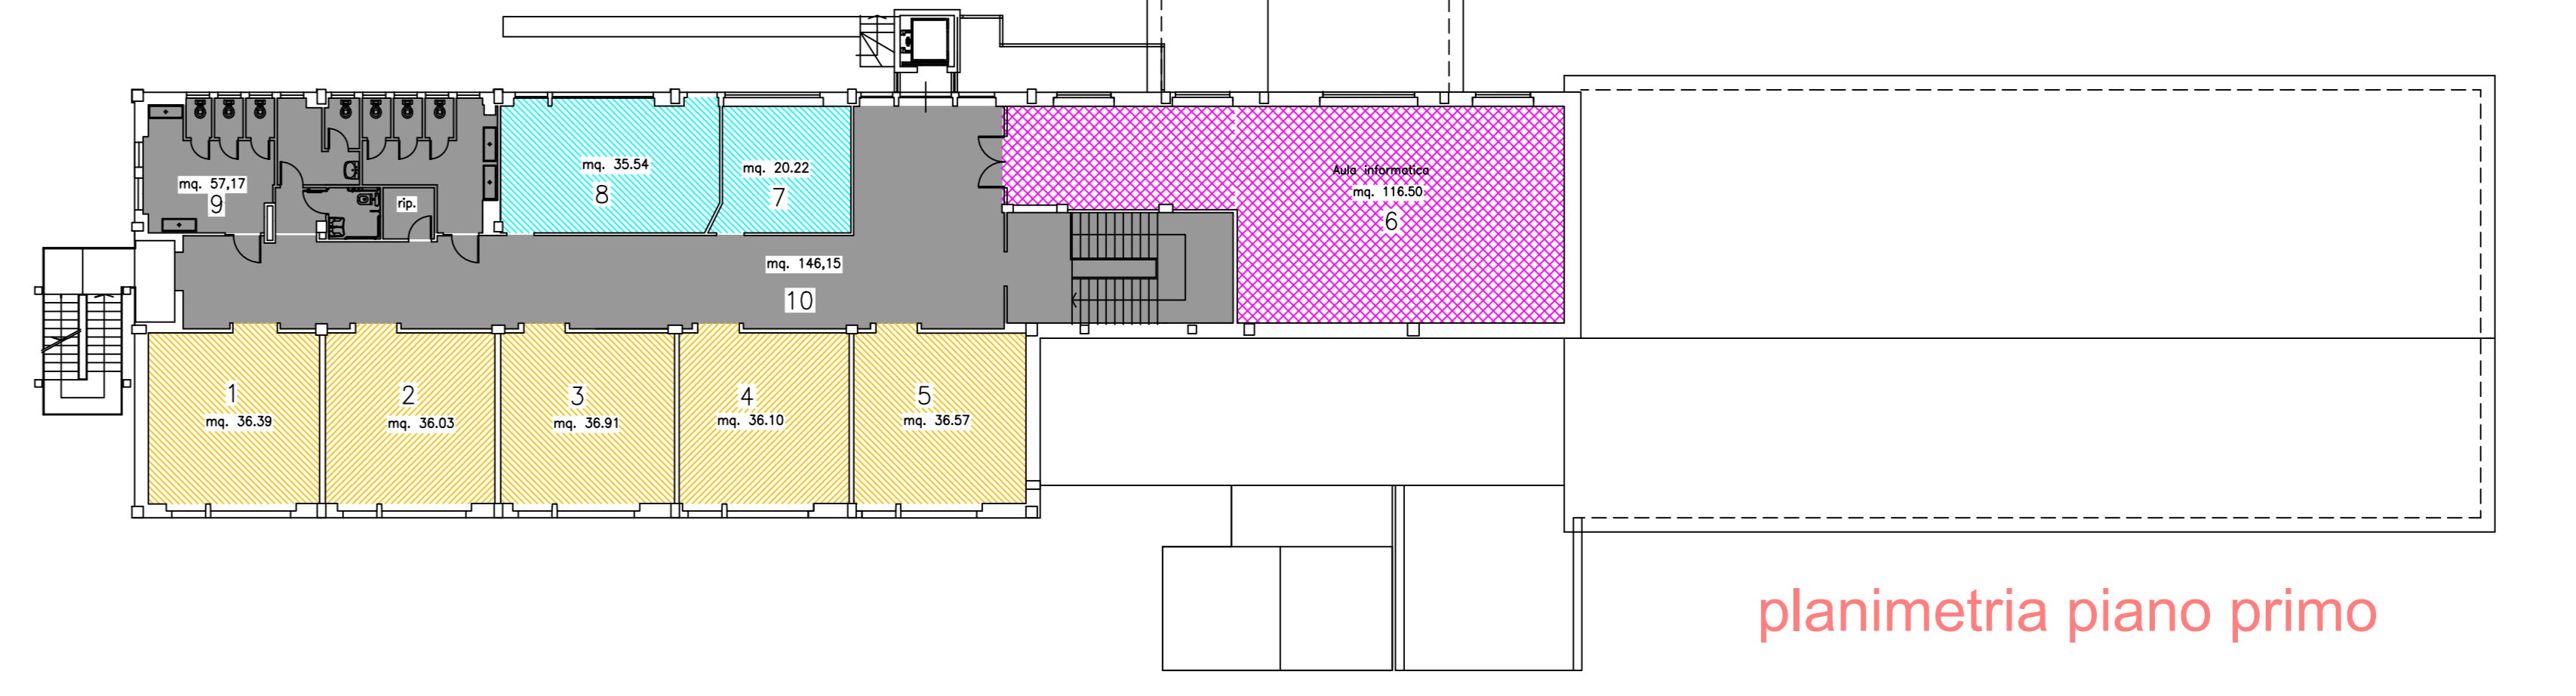 mq. 35.54
8
mq. 20.22
7
Aula informatica
mq. 116.50
6
mq. 57,17
9
rip.
mq. 146,15
10
1
mq. 36.39
2
mq. 36.03
3
mq. 36.91
4
mq. 36.10
5
mq. 36.57
planimetria piano primo